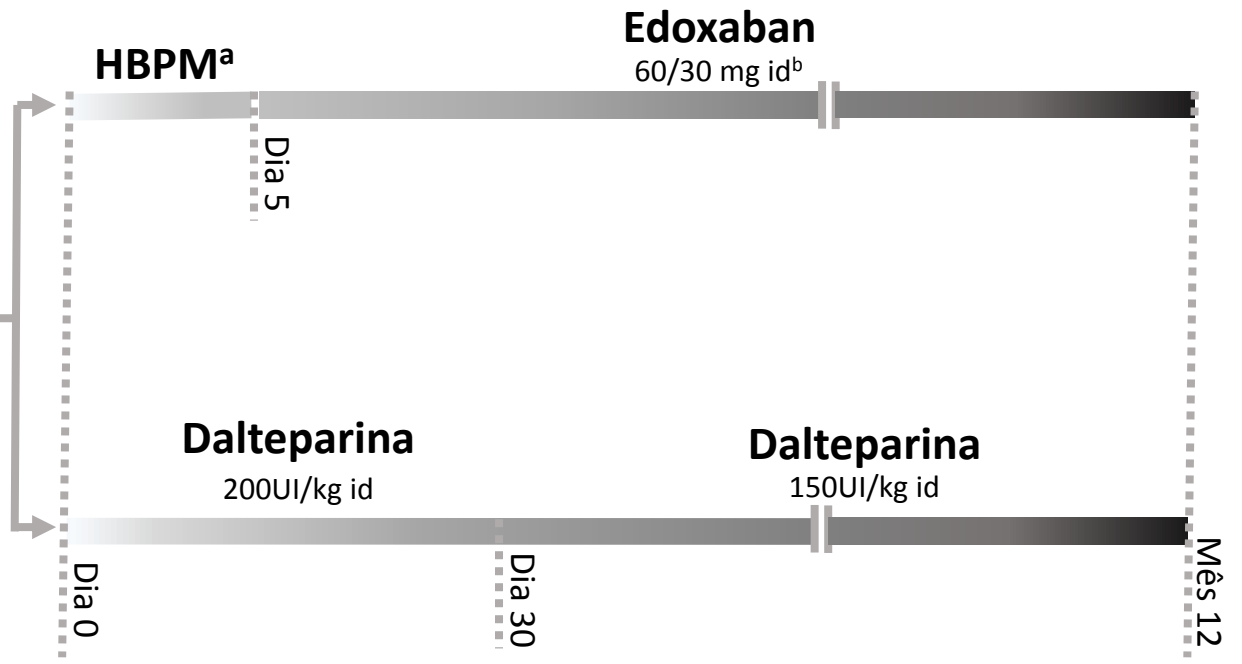 HBPMᵃ
Edoxaban
60/30 mg idᵇ
Dia 5
Dalteparina
200UI/kg id
Dalteparina
150UI/kg id
Dia 0
Dia 30
Mês 12